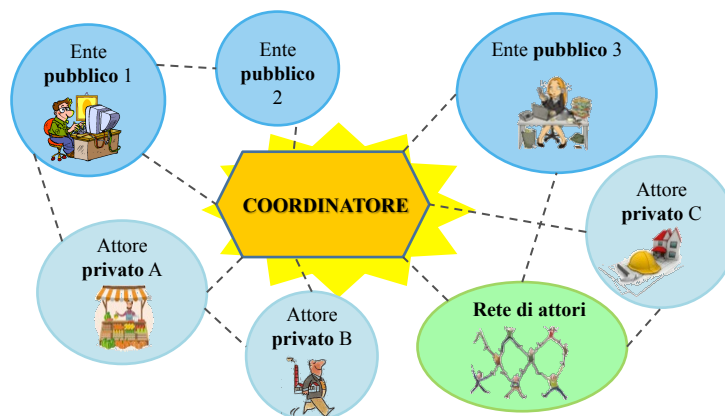 Ente
pubblico 1
Ente
pubblico
2
Ente pubblico 3
COORDINATORE
Attore
privato C
Attore
privato A
Attore
privato B
Rete di attori